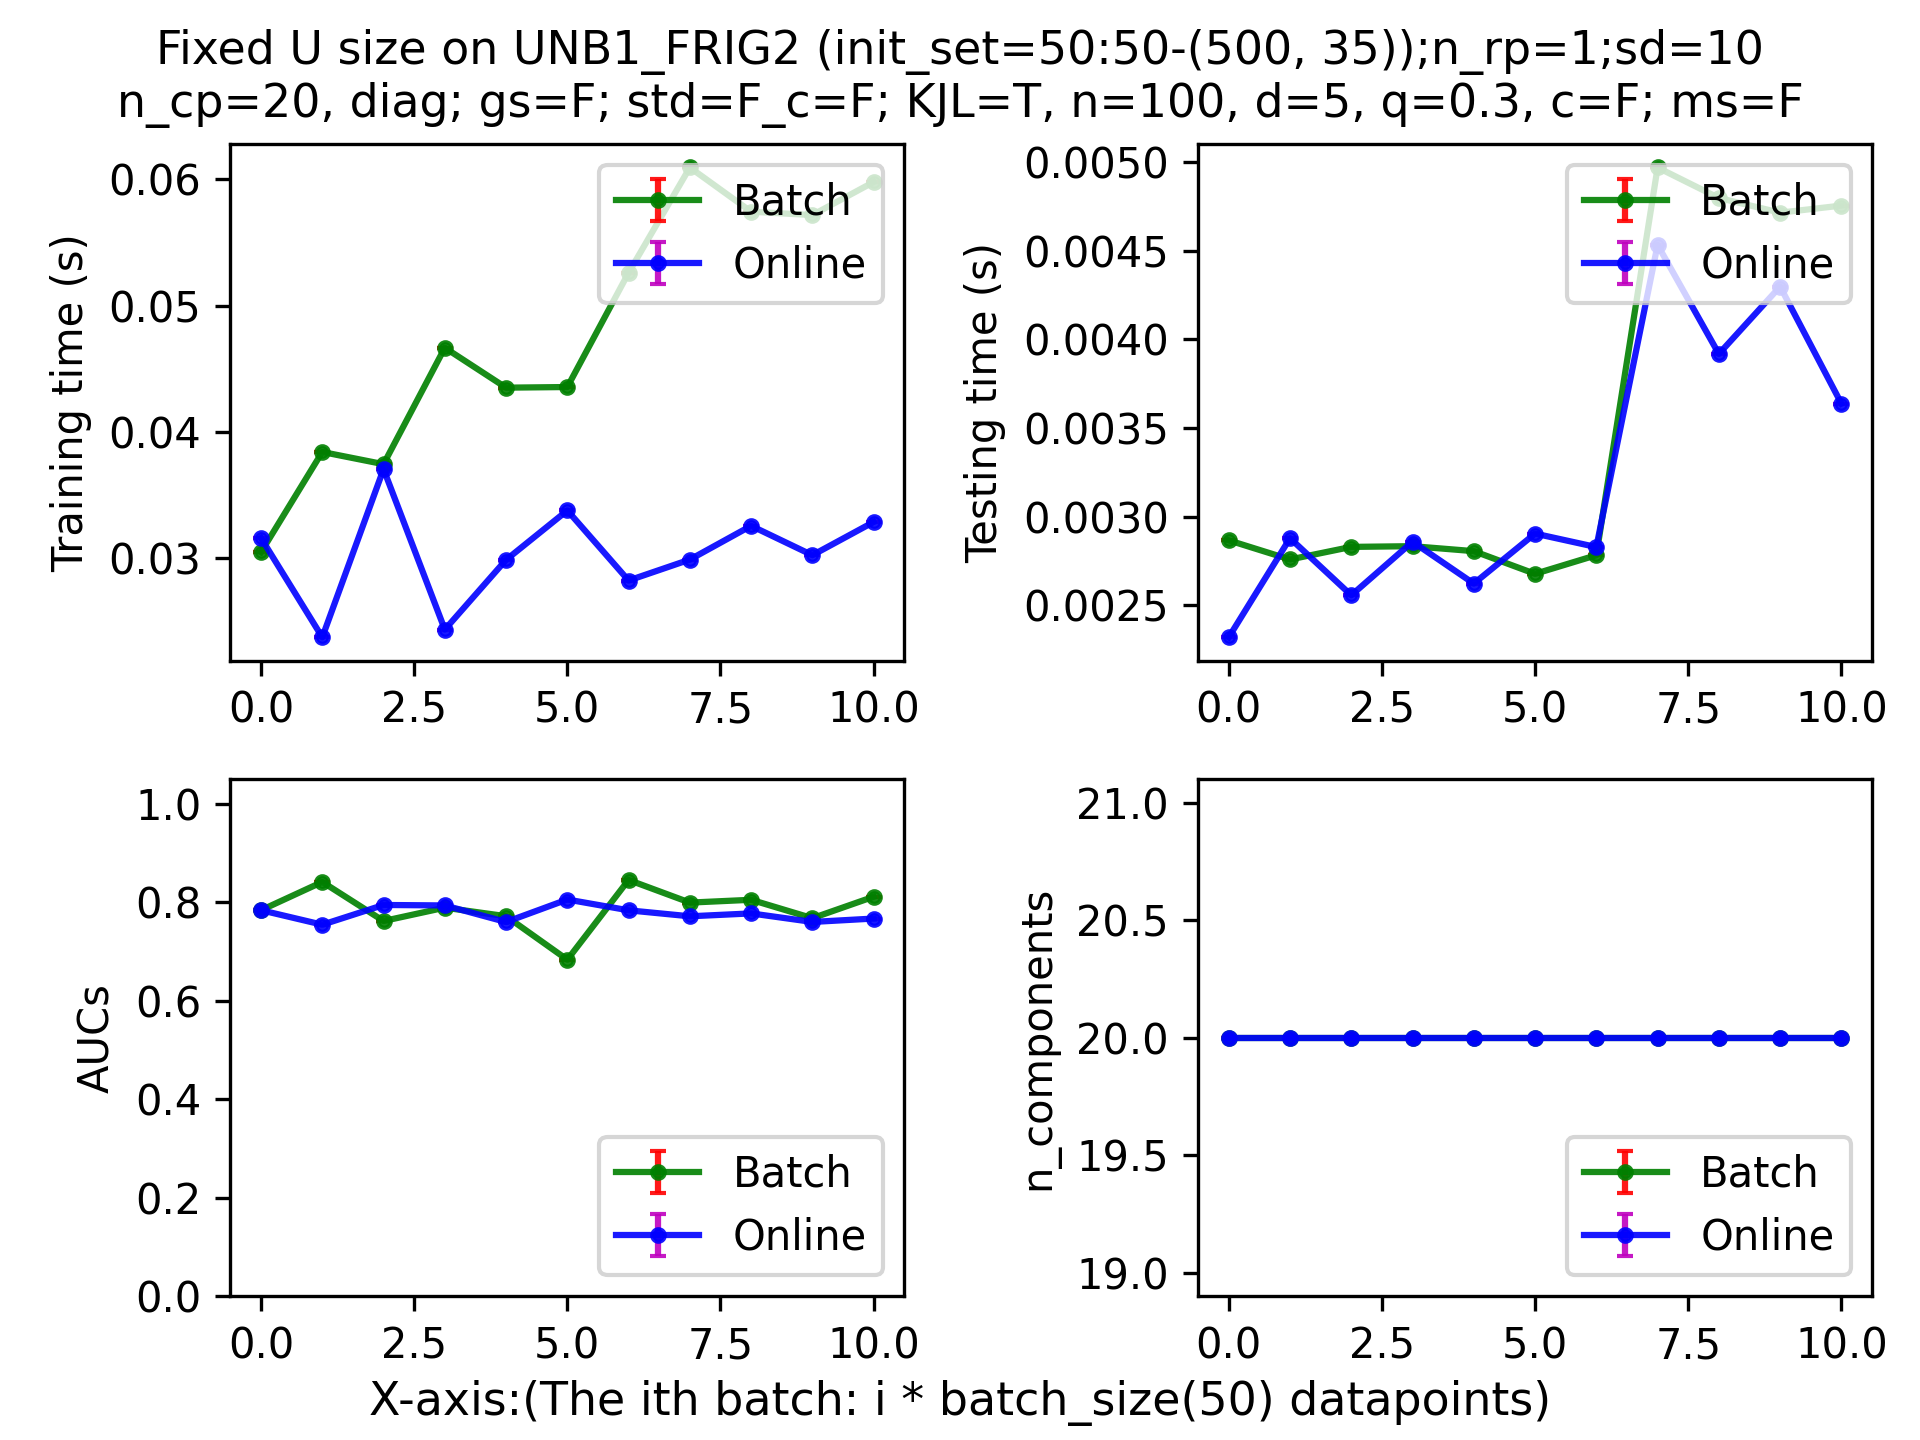 Fixed U size on UNB1_FRIG2 (init_set=50:50-(500, 35));n_rp=1;sd=10
n_cp=20, diag; gs=F; std=F_c=F; KJL=T, n=100, d=5, q=0.3, c=F; ms=F
Training time (s)
0.06
0.05
0.04
0.03
0.0 2.5 5.0 7.5 10.0
Batch
Online
Testing time (s)
0.0050
0.0045
0.0040
0.0035
0.0030
0.0025
0.0 2.5 5.0 7.5 10.0
Batch
Online
AUCs
1.0
0.8
0.6
0.4
0.2
0.0
0.0 2.5 5.0 7.5 10.0
Batch
Online
n_components
21.0
20.5
20.0
19.5
19.0
0.0 2.5 5.0 7.5 10.0
Batch
Online
X-axis:(The ith batch: i * batch_size(50) datapoints)